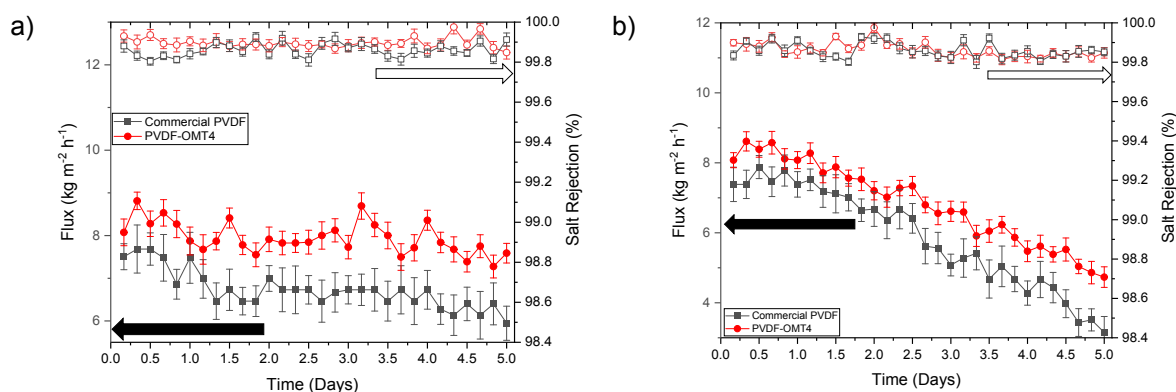 a)
12
10
8
6
Flux (kg m⁻² h⁻¹)
Commercial PVDF
PVDF-OMT4
100.0
99.8
99.6
99.4
99.2
99.0
98.8
98.6
98.4
Salt Rejection (%)
0.0 0.5 1.0 1.5 2.0 2.5 3.0 3.5 4.0 4.5 5.0
Time (Days)
b)
12
11
8
6
4
Flux (kg m⁻² h⁻¹)
Commercial PVDF
PVDF-OMT4
100.0
99.8
99.6
99.4
99.2
99.0
98.8
98.6
98.4
Salt Rejection (%)
0.0 0.5 1.0 1.5 2.0 2.5 3.0 3.5 4.0 4.5 5.0
Time (Days)